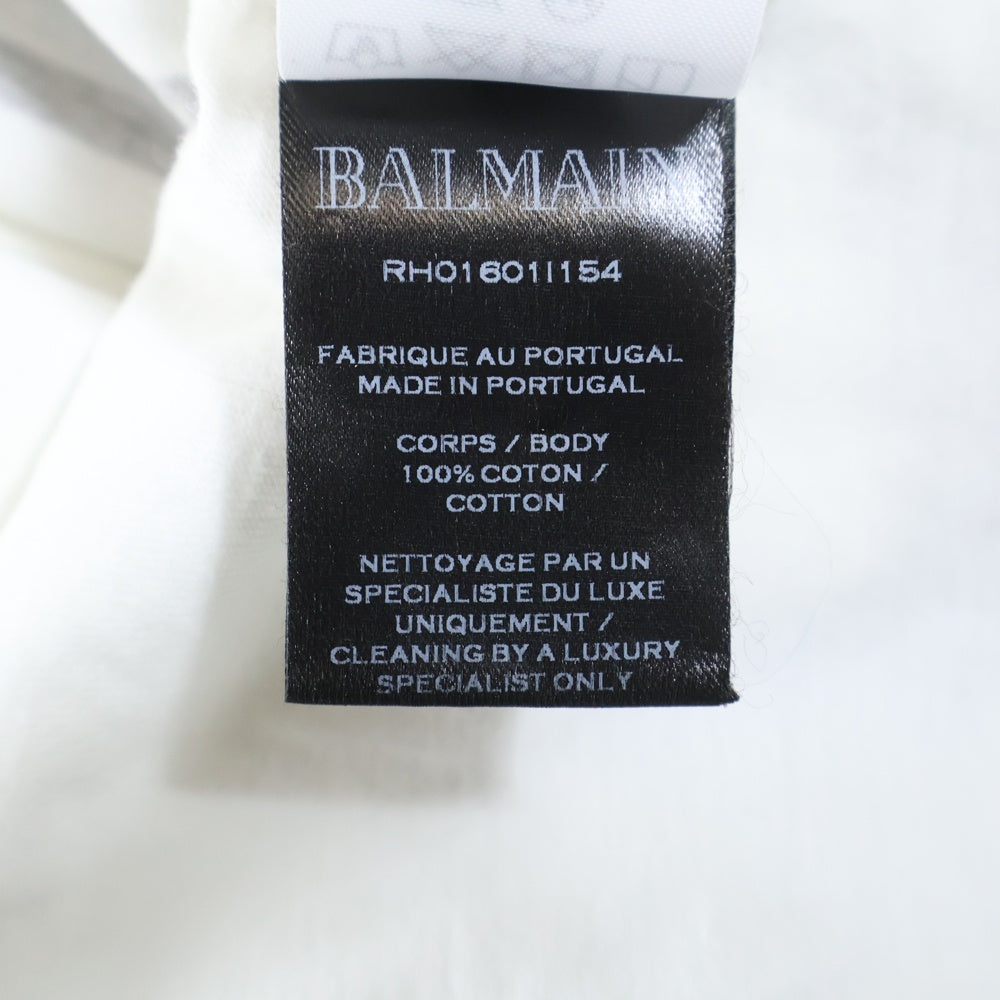 BALMAIN
RH01601I154
FABRIQUE AU PORTUGAL
MADE IN PORTUGAL
CORPS / BODY
100% COTON /
COTTON
NETTOYAGE PAR UN
SPECIALISTE DU LUXE
UNIQUEMENT /
CLEANING BY A LUXURY
SPECIALIST ONLY